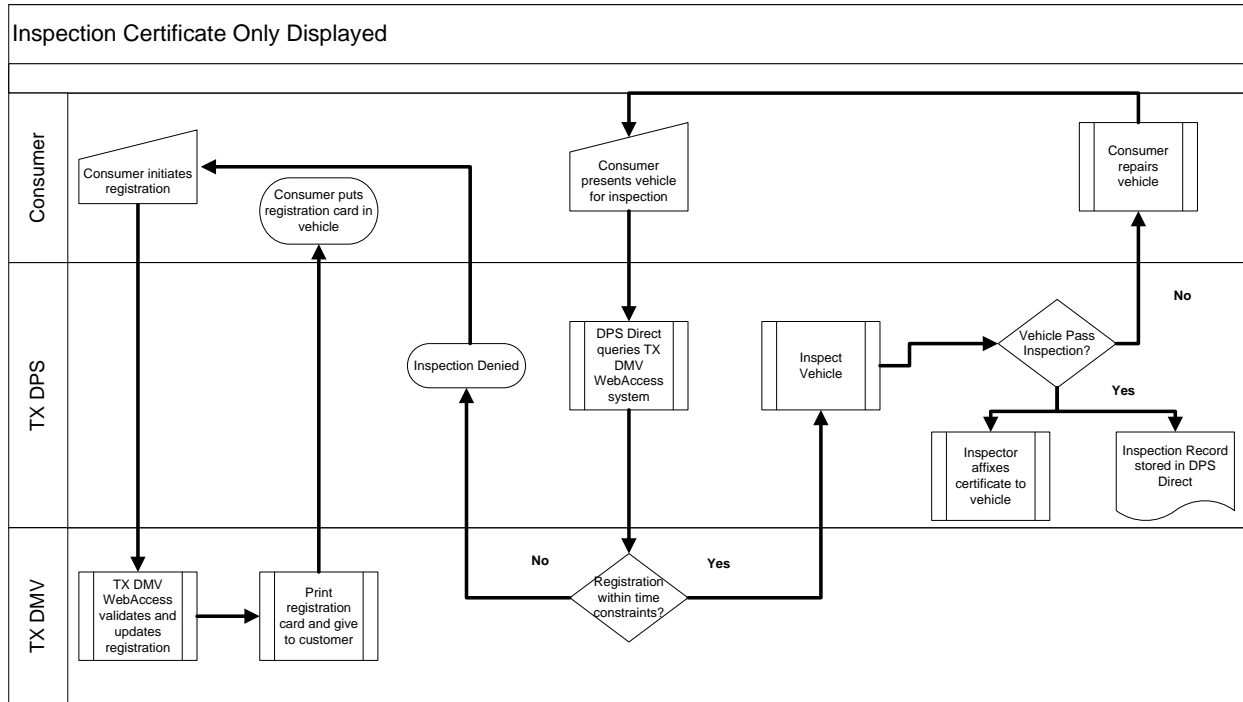 Inspection Certificate Only Displayed
Consumer
Consumer initiates
registration
Consumer puts
registration card in
vehicle
Consumer
presents vehicle
for inspection
Consumer
repairs
vehicle
TX DPS
Inspection Denied
DPS Direct
queries TX
DMV
WebAccess
system
Inspect
Vehicle
Vehicle Pass
Inspection?
No
Yes
Inspector
affixes
certificate to
vehicle
Inspection Record
stored in DPS
Direct
TX DMV
TX DMV
WebAccess
validates and
updates
registration
Print
registration
card and give
to customer
No
Registration
within time
constraints?
Yes